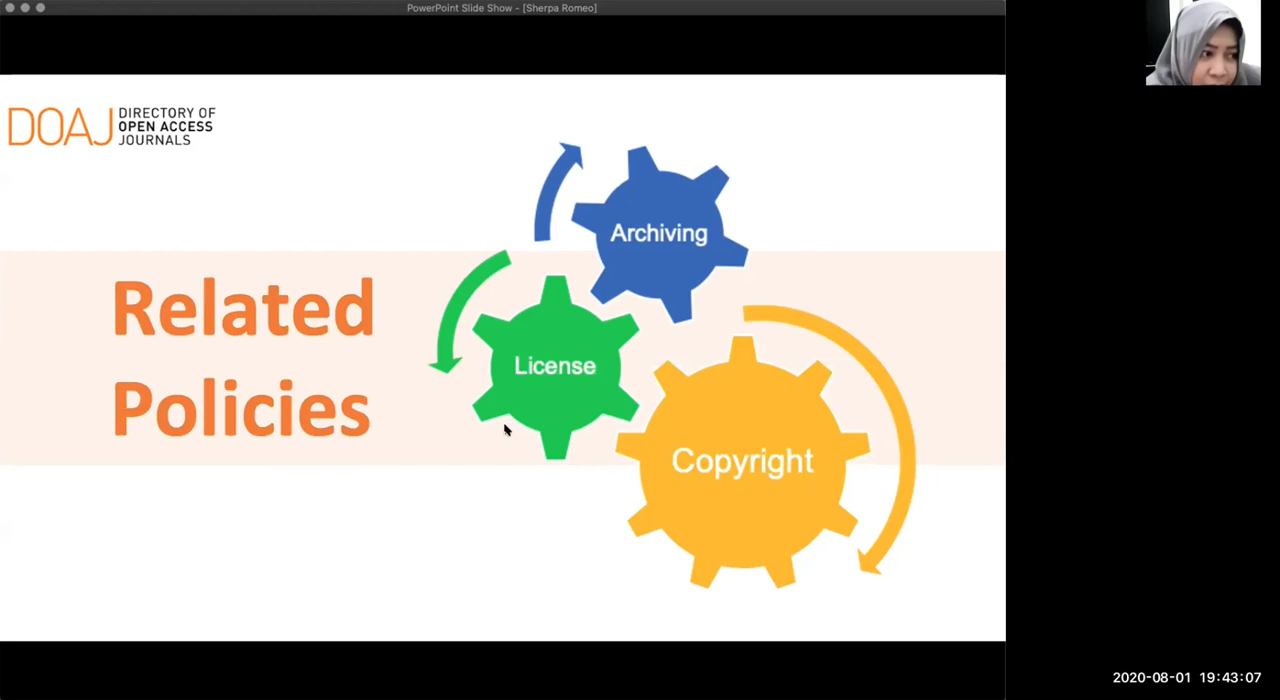 PowerPoint Slide Show - [Sherpa Romeo]
DOAJ
DIRECTORY OF
OPEN ACCESS
JOURNALS
Archiving
Related
Policies
License
Copyright
2020-08-01 19:43:07